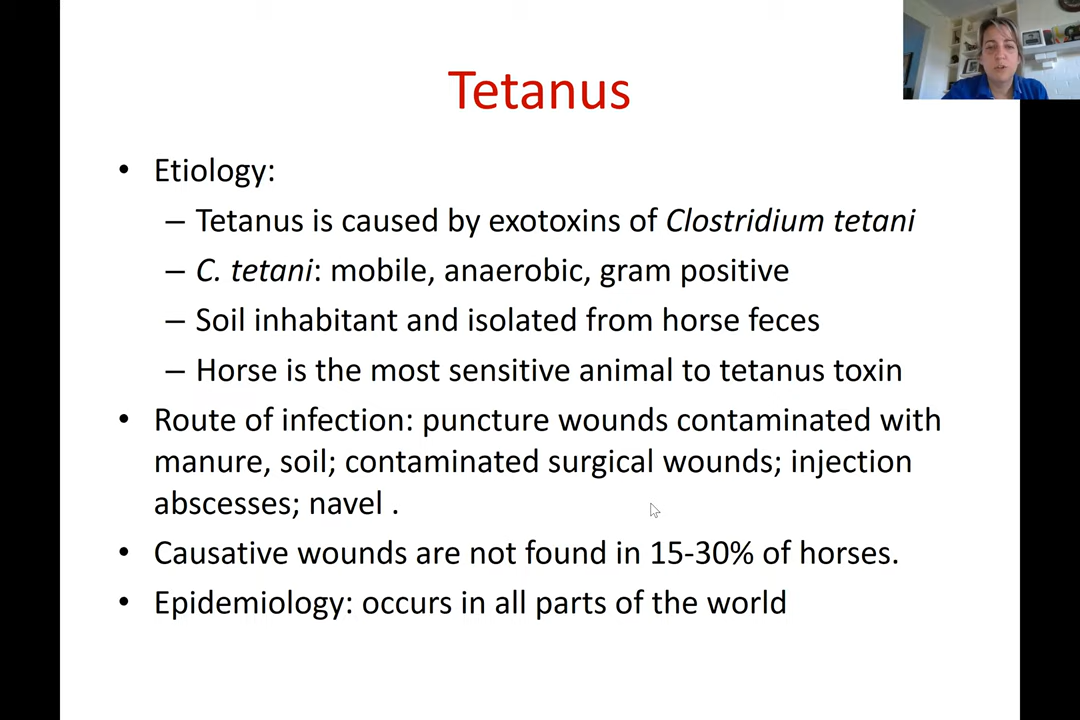 Tetanus
• Etiology:
– Tetanus is caused by exotoxins of Clostridium tetani
– C. tetani: mobile, anaerobic, gram positive
– Soil inhabitant and isolated from horse feces
– Horse is the most sensitive animal to tetanus toxin
• Route of infection: puncture wounds contaminated with
manure, soil; contaminated surgical wounds; injection
abscesses; navel .
• Causative wounds are not found in 15-30% of horses.
• Epidemiology: occurs in all parts of the world